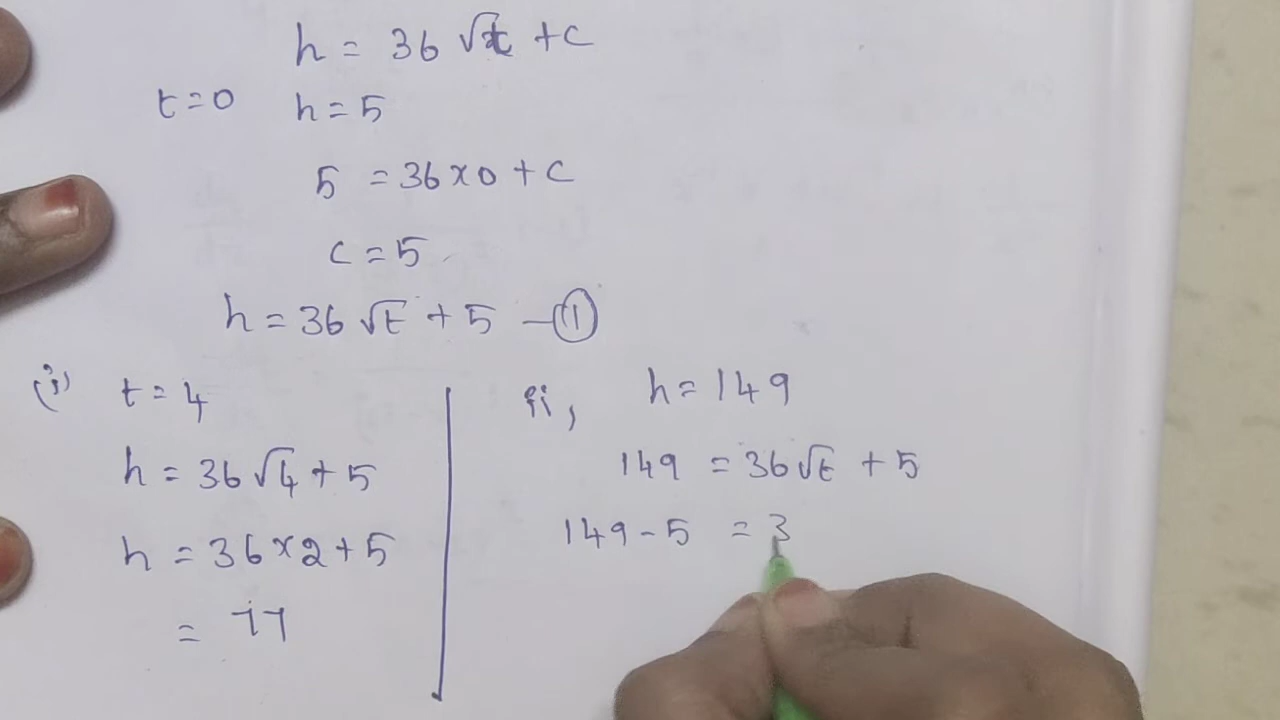 h = 36 √t + c
t = 0 h = 5
5 = 36 × 0 + c
c = 5
h = 36 √t + 5 — ①
(i) t = 4
h = 36 √4 + 5
h = 36 × 2 + 5
= 77
ii, h = 149
149 = 36 √t + 5
149 - 5 = 3